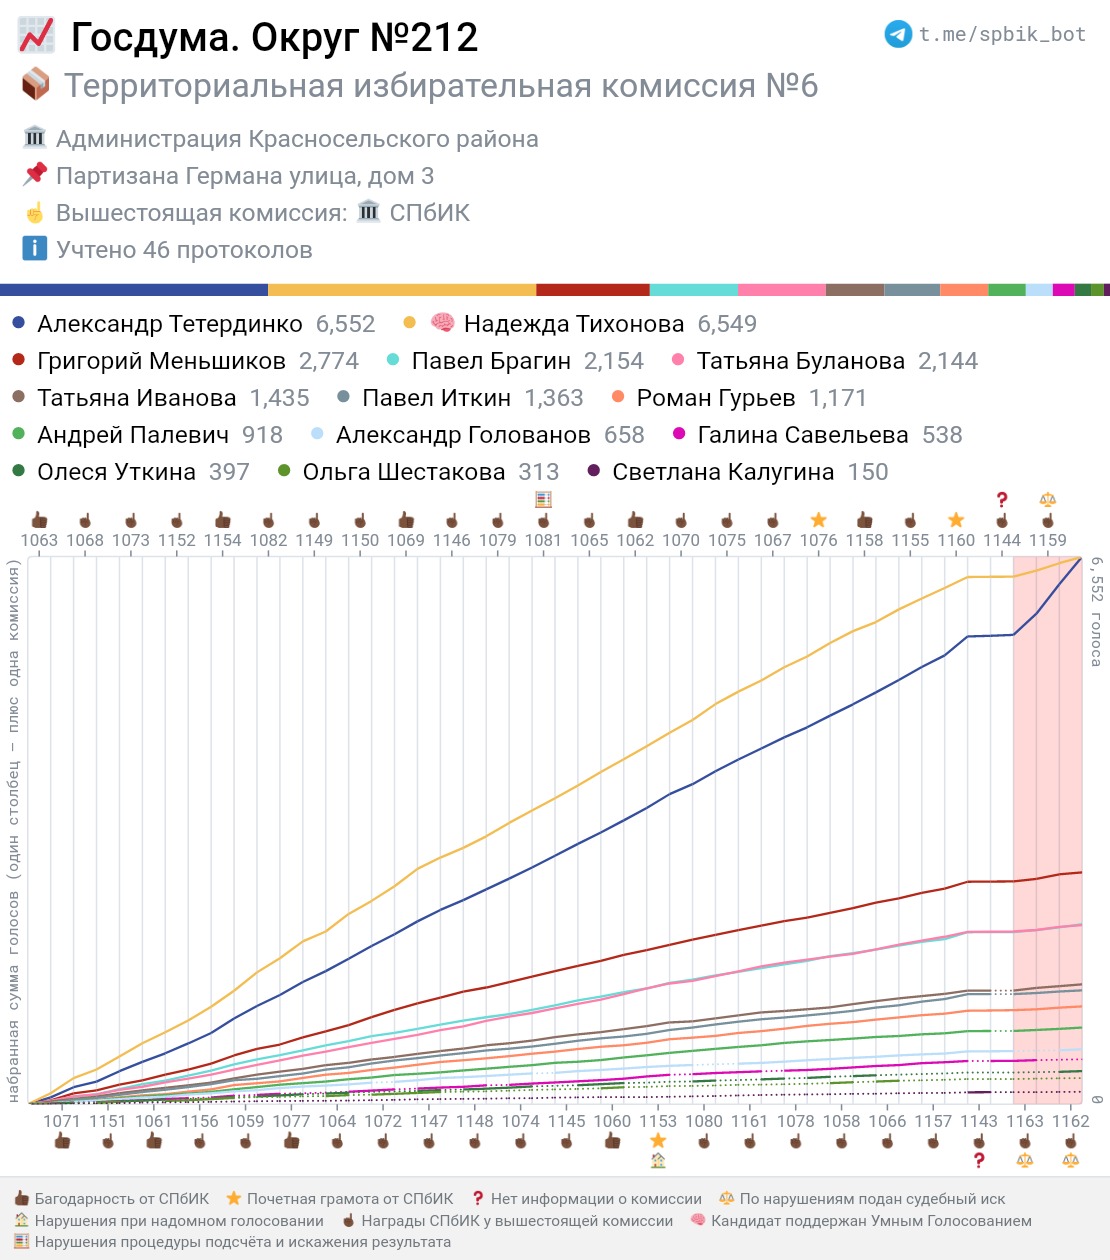 Госдума. Округ №212
t.me/spbik_bot
Территориальная избирательная комиссия №6
Администрация Красносельского района
Партизана Германа улица, дом 3
Вышестоящая комиссия: СПбИК
Учтено 46 протоколов
Александр Тетердинко 6,552 Надежда Тихонова 6,549
Григорий Меньшиков 2,774 Павел Брагин 2,154 Татьяна Буланова 2,144
Татьяна Иванова 1,435 Павел Иткин 1,363 Роман Гурьев 1,171
Андрей Палевич 918 Александр Голованов 658 Галина Савельева 538
Олеся Уткина 397 Ольга Шестакова 313 Светлана Калугина 150
1063 1068 1073 1152 1154 1082 1149 1150 1069 1146 1079 1081 1065 1062 1070 1075 1067 1076 1158 1155 1160 1144 1159
набранная сумма голосов (один столбец — плюс одна комиссия)
6,552 голоса
0
1071 1151 1061 1156 1059 1077 1064 1072 1147 1148 1074 1145 1060 1153 1080 1161 1078 1058 1066 1157 1143 1163 1162
Багодарность от СПбИК Почетная грамота от СПбИК Нет информации о комиссии По нарушениям подан судебный иск
Нарушения при надомном голосовании Награды СПбИК у вышестоящей комиссии Кандидат поддержан Умным Голосованием
Нарушения процедуры подсчёта и искажения результата